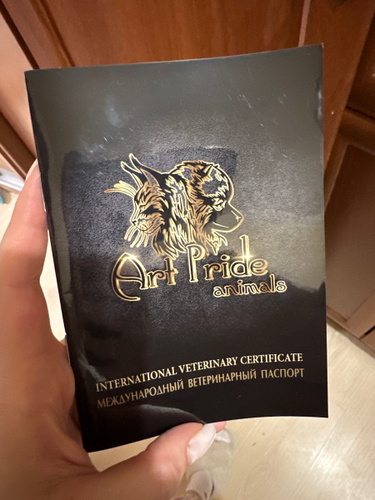 Art Pride
animals
INTERNATIONAL VETERINARY CERTIFICATE
МЕЖДУНАРОДНЫЙ ВЕТЕРИНАРНЫЙ ПАСПОРТ